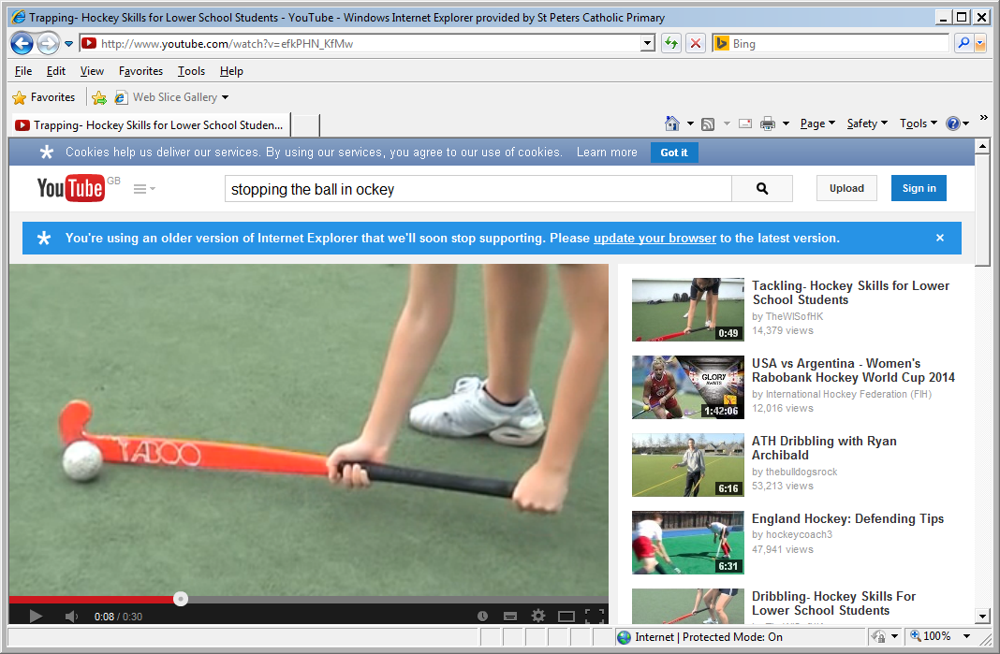 Trapping- Hockey Skills for Lower School Students - YouTube - Windows Internet Explorer provided by St Peters Catholic Primary
http://www.youtube.com/watch?v=efkPHN_KfMw
Bing
File Edit View Favorites Tools Help
Favorites Web Slice Gallery
Trapping- Hockey Skills for Lower School Studen...
Page Safety Tools
Cookies help us deliver our services. By using our services, you agree to our use of cookies. Learn more Got it
YouTube GB
stopping the ball in ockey
Upload Sign in
You're using an older version of Internet Explorer that we'll soon stop supporting. Please update your browser to the latest version.
TABOO
0:08 / 0:30
Tackling- Hockey Skills for Lower
School Students
by TheWISofHK
14,379 views
0:49
USA vs Argentina - Women's
Rabobank Hockey World Cup 2014
by International Hockey Federation (FIH)
12,016 views
GLORY
1:42:06
ATH Dribbling with Ryan
Archibald
by thebulldogsrock
53,213 views
6:16
England Hockey: Defending Tips
by hockeycoach3
47,941 views
6:31
Dribbling- Hockey Skills For
Lower School Students
Internet | Protected Mode: On
100%